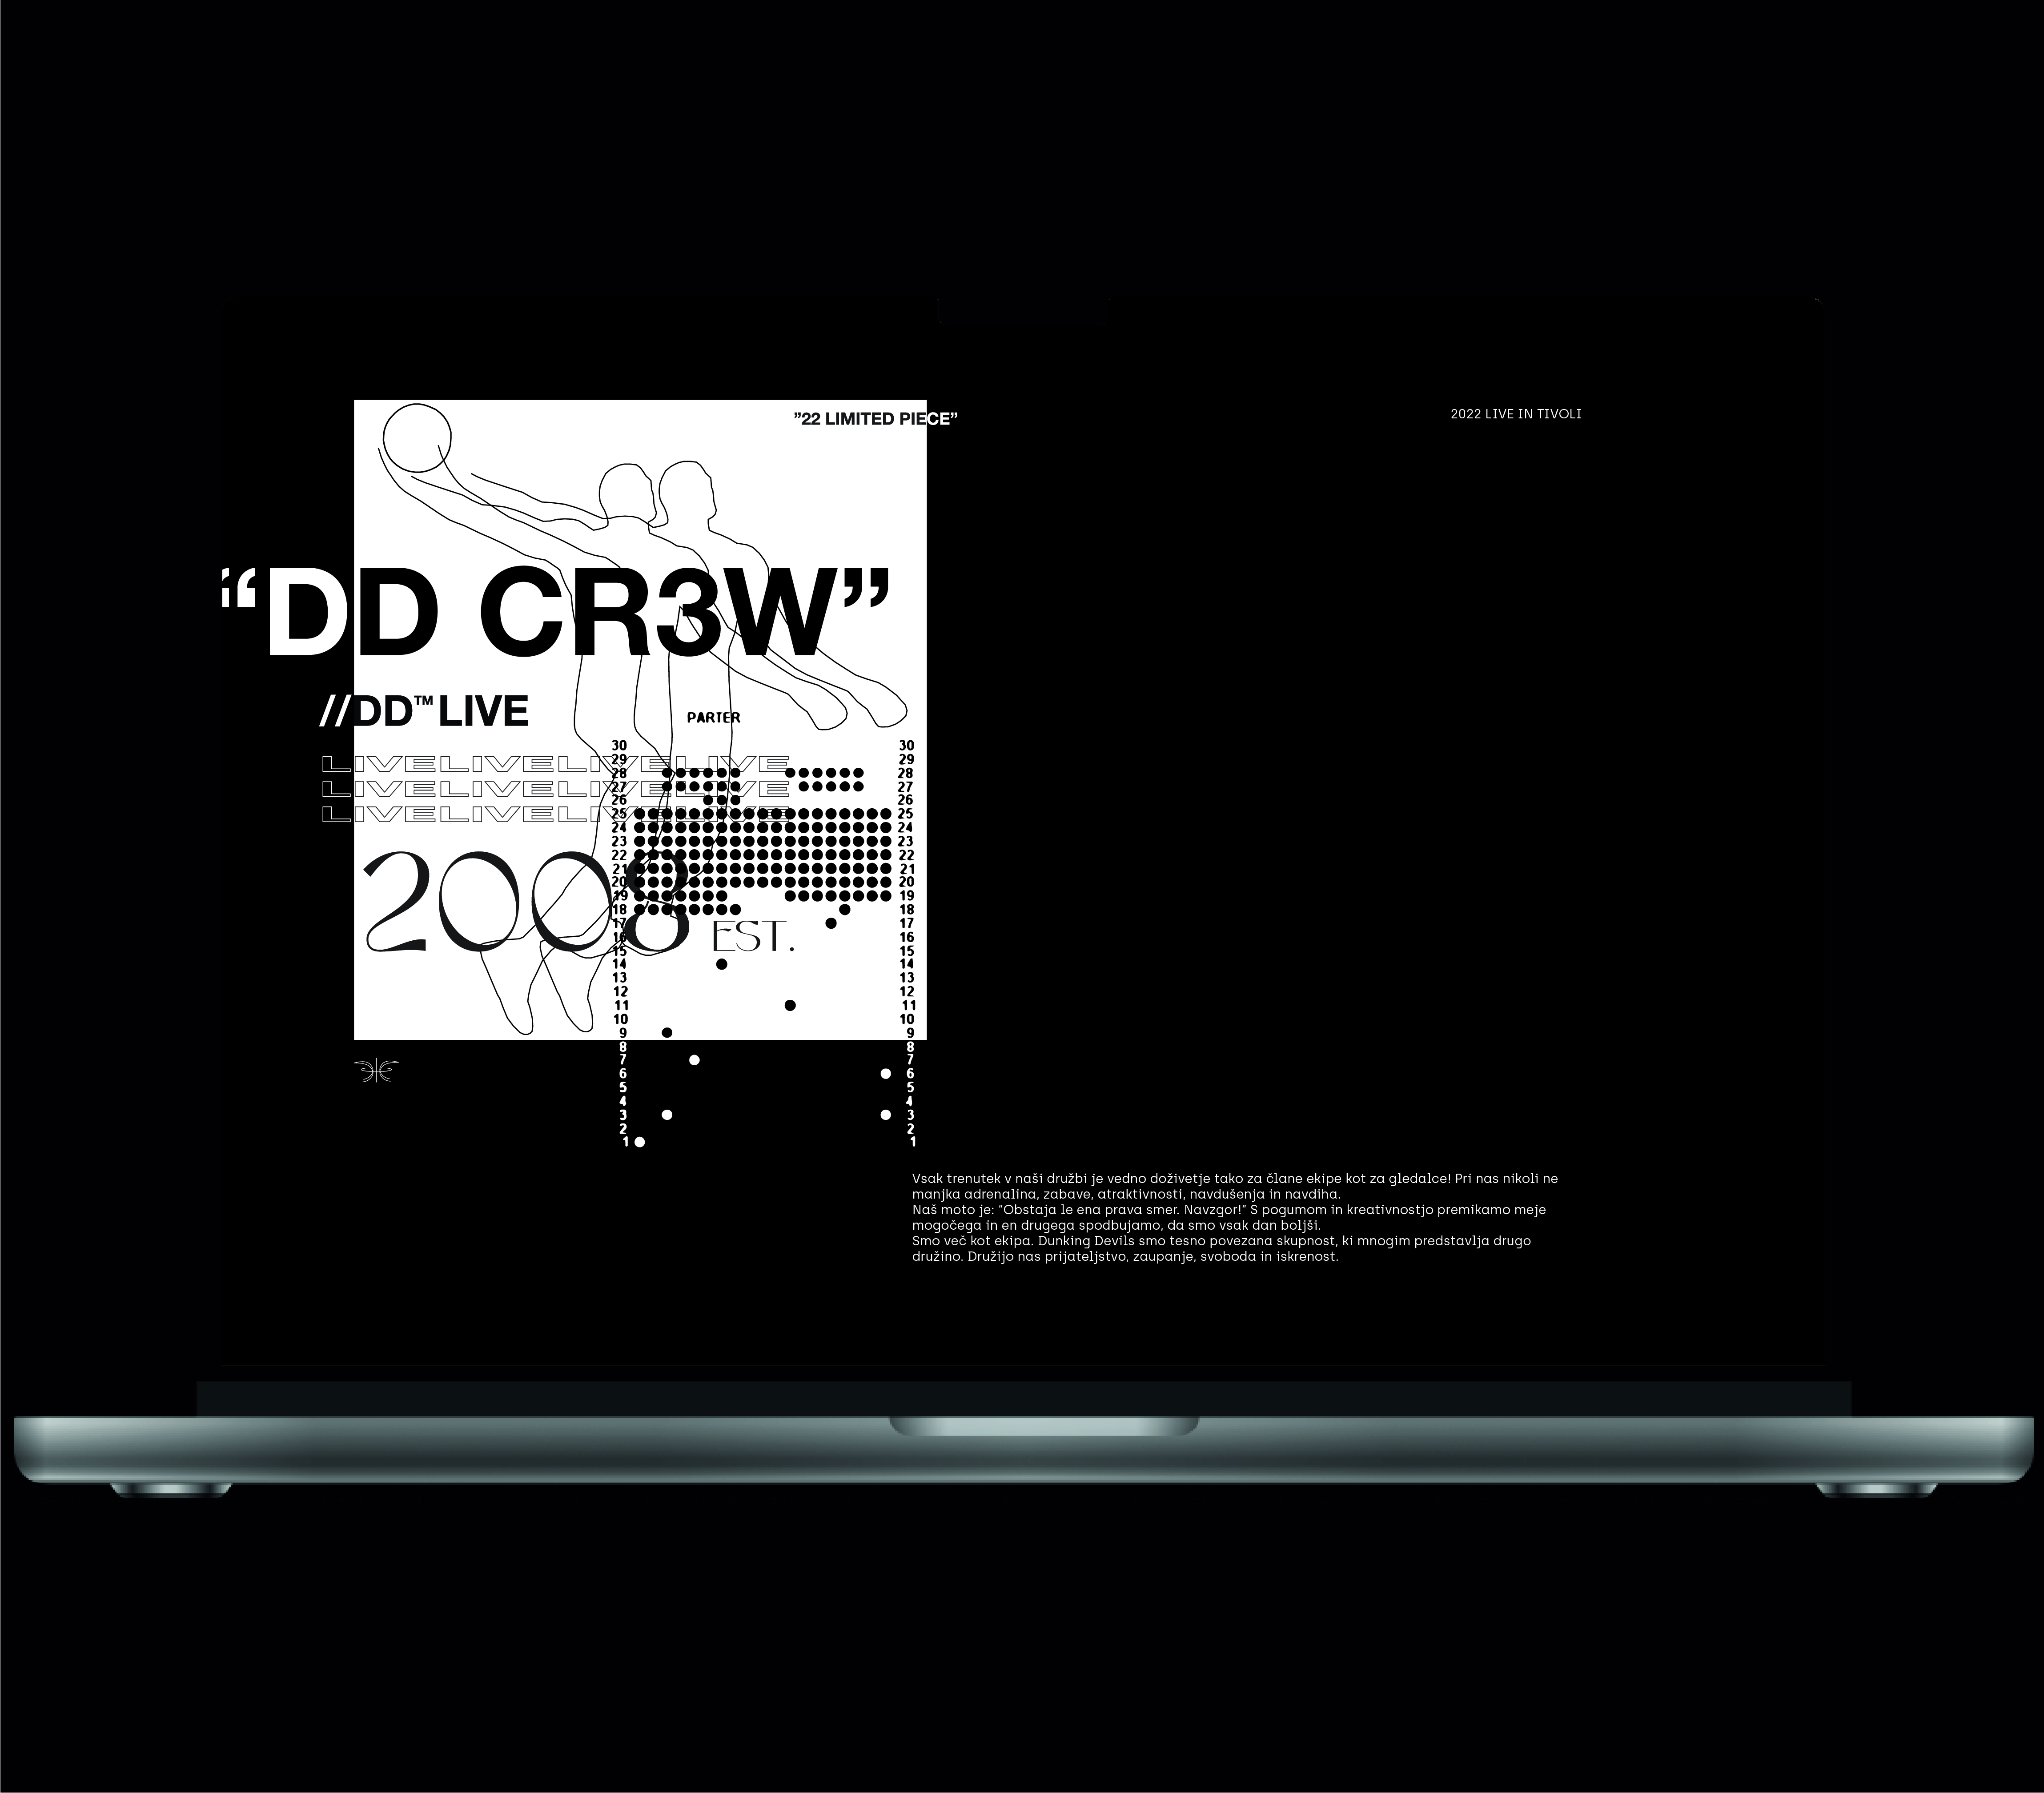 ”22 LIMITED PIECE”
2022 LIVE IN TIVOLI
“DD CR3W”
//DD™ LIVE
PARTER
LIVELIVELIVELIVE
LIVELIVELIVELIVE
LIVELIVELIVELIVE
2008 EST.
30 30
29 29
28 28
27 27
26 26
25 25
24 24
23 23
22 22
21 21
20 20
19 19
18 18
17 17
16 16
15 15
14 14
13 13
12 12
11 11
10 10
9 9
8 8
7 7
6 6
5 5
4 4
3 3
2 2
1 1
Vsak trenutek v naši družbi je vedno doživetje tako za člane ekipe kot za gledalce! Pri nas nikoli ne
manjka adrenalina, zabave, atraktivnosti, navdušenja in navdiha.
Naš moto je: "Obstaja le ena prava smer. Navzgor!" S pogumom in kreativnostjo premikamo meje
mogočega in en drugega spodbujamo, da smo vsak dan boljši.
Smo več kot ekipa. Dunking Devils smo tesno povezana skupnost, ki mnogim predstavlja drugo
družino. Družijo nas prijateljstvo, zaupanje, svoboda in iskrenost.